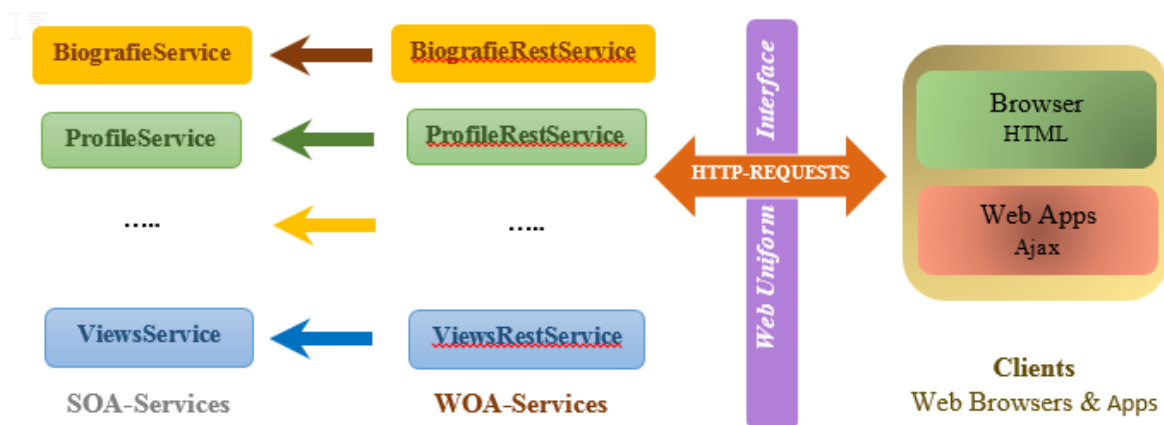 BiografieService
BiografieRestService
ProfileService
ProfileRestService
…..
…..
ViewsService
ViewsRestService
SOA-Services
WOA-Services
Web Uniform Interface
HTTP-REQUESTS
Browser
HTML
Web Apps
Ajax
Clients
Web Browsers & Apps